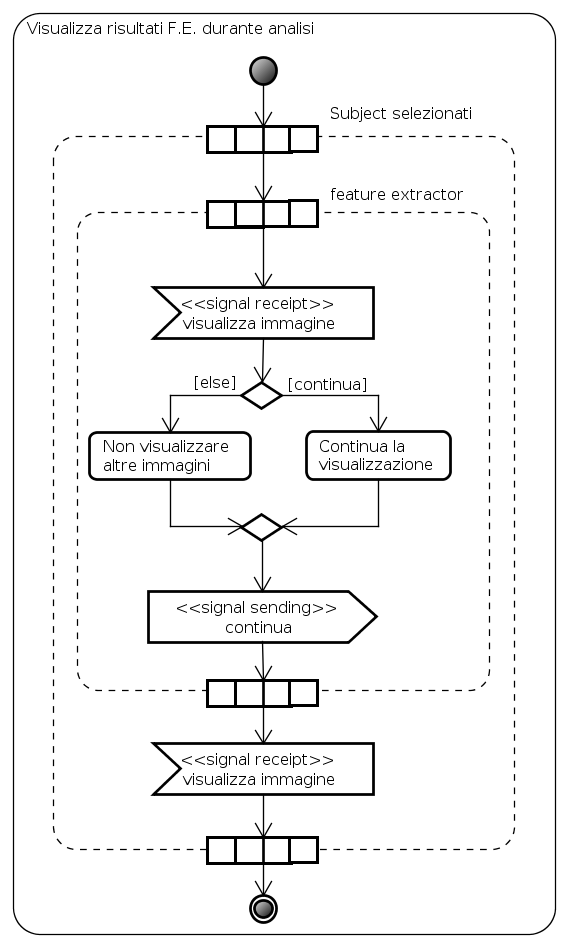 Visualizza risultati F.E. durante analisi
Subject selezionati
feature extractor
<<signal receipt>>
visualizza immagine
[else]
[continua]
Non visualizzare
altre immagini
Continua la
visualizzazione
<<signal sending>>
continua
<<signal receipt>>
visualizza immagine